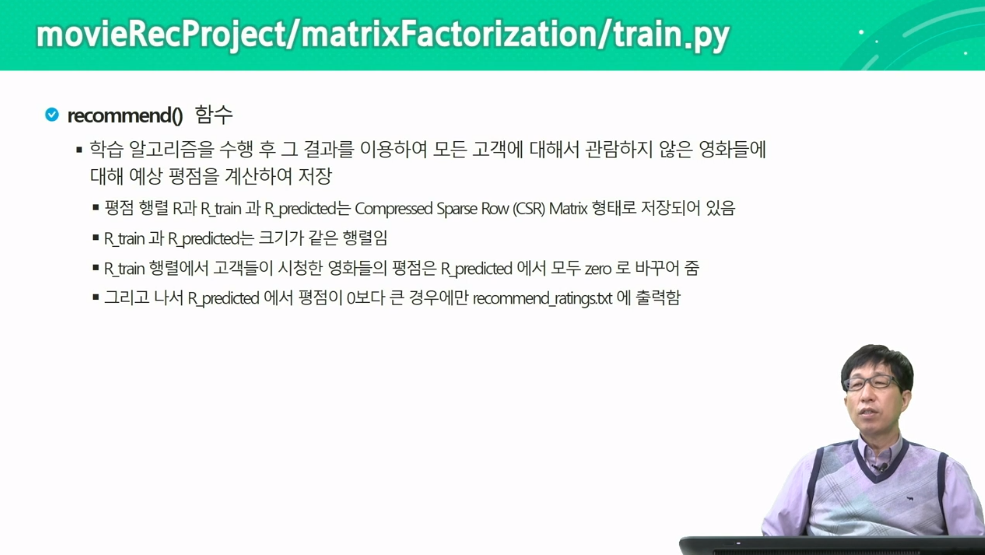 movieRecProject/matrixFactorization/train.py
recommend() 함수
학습 알고리즘을 수행 후 그 결과를 이용하여 모든 고객에 대해서 관람하지 않은 영화들에
대해 예상 평점을 계산하여 저장
평점 행렬 R과 R_train 과 R_predicted는 Compressed Sparse Row (CSR) Matrix 형태로 저장되어 있음
R_train 과 R_predicted는 크기가 같은 행렬임
R_train 행렬에서 고객들이 시청한 영화들의 평점은 R_predicted 에서 모두 zero 로 바꾸어 줌
그리고 나서 R_predicted 에서 평점이 0보다 큰 경우에만 recommend_ratings.txt 에 출력함